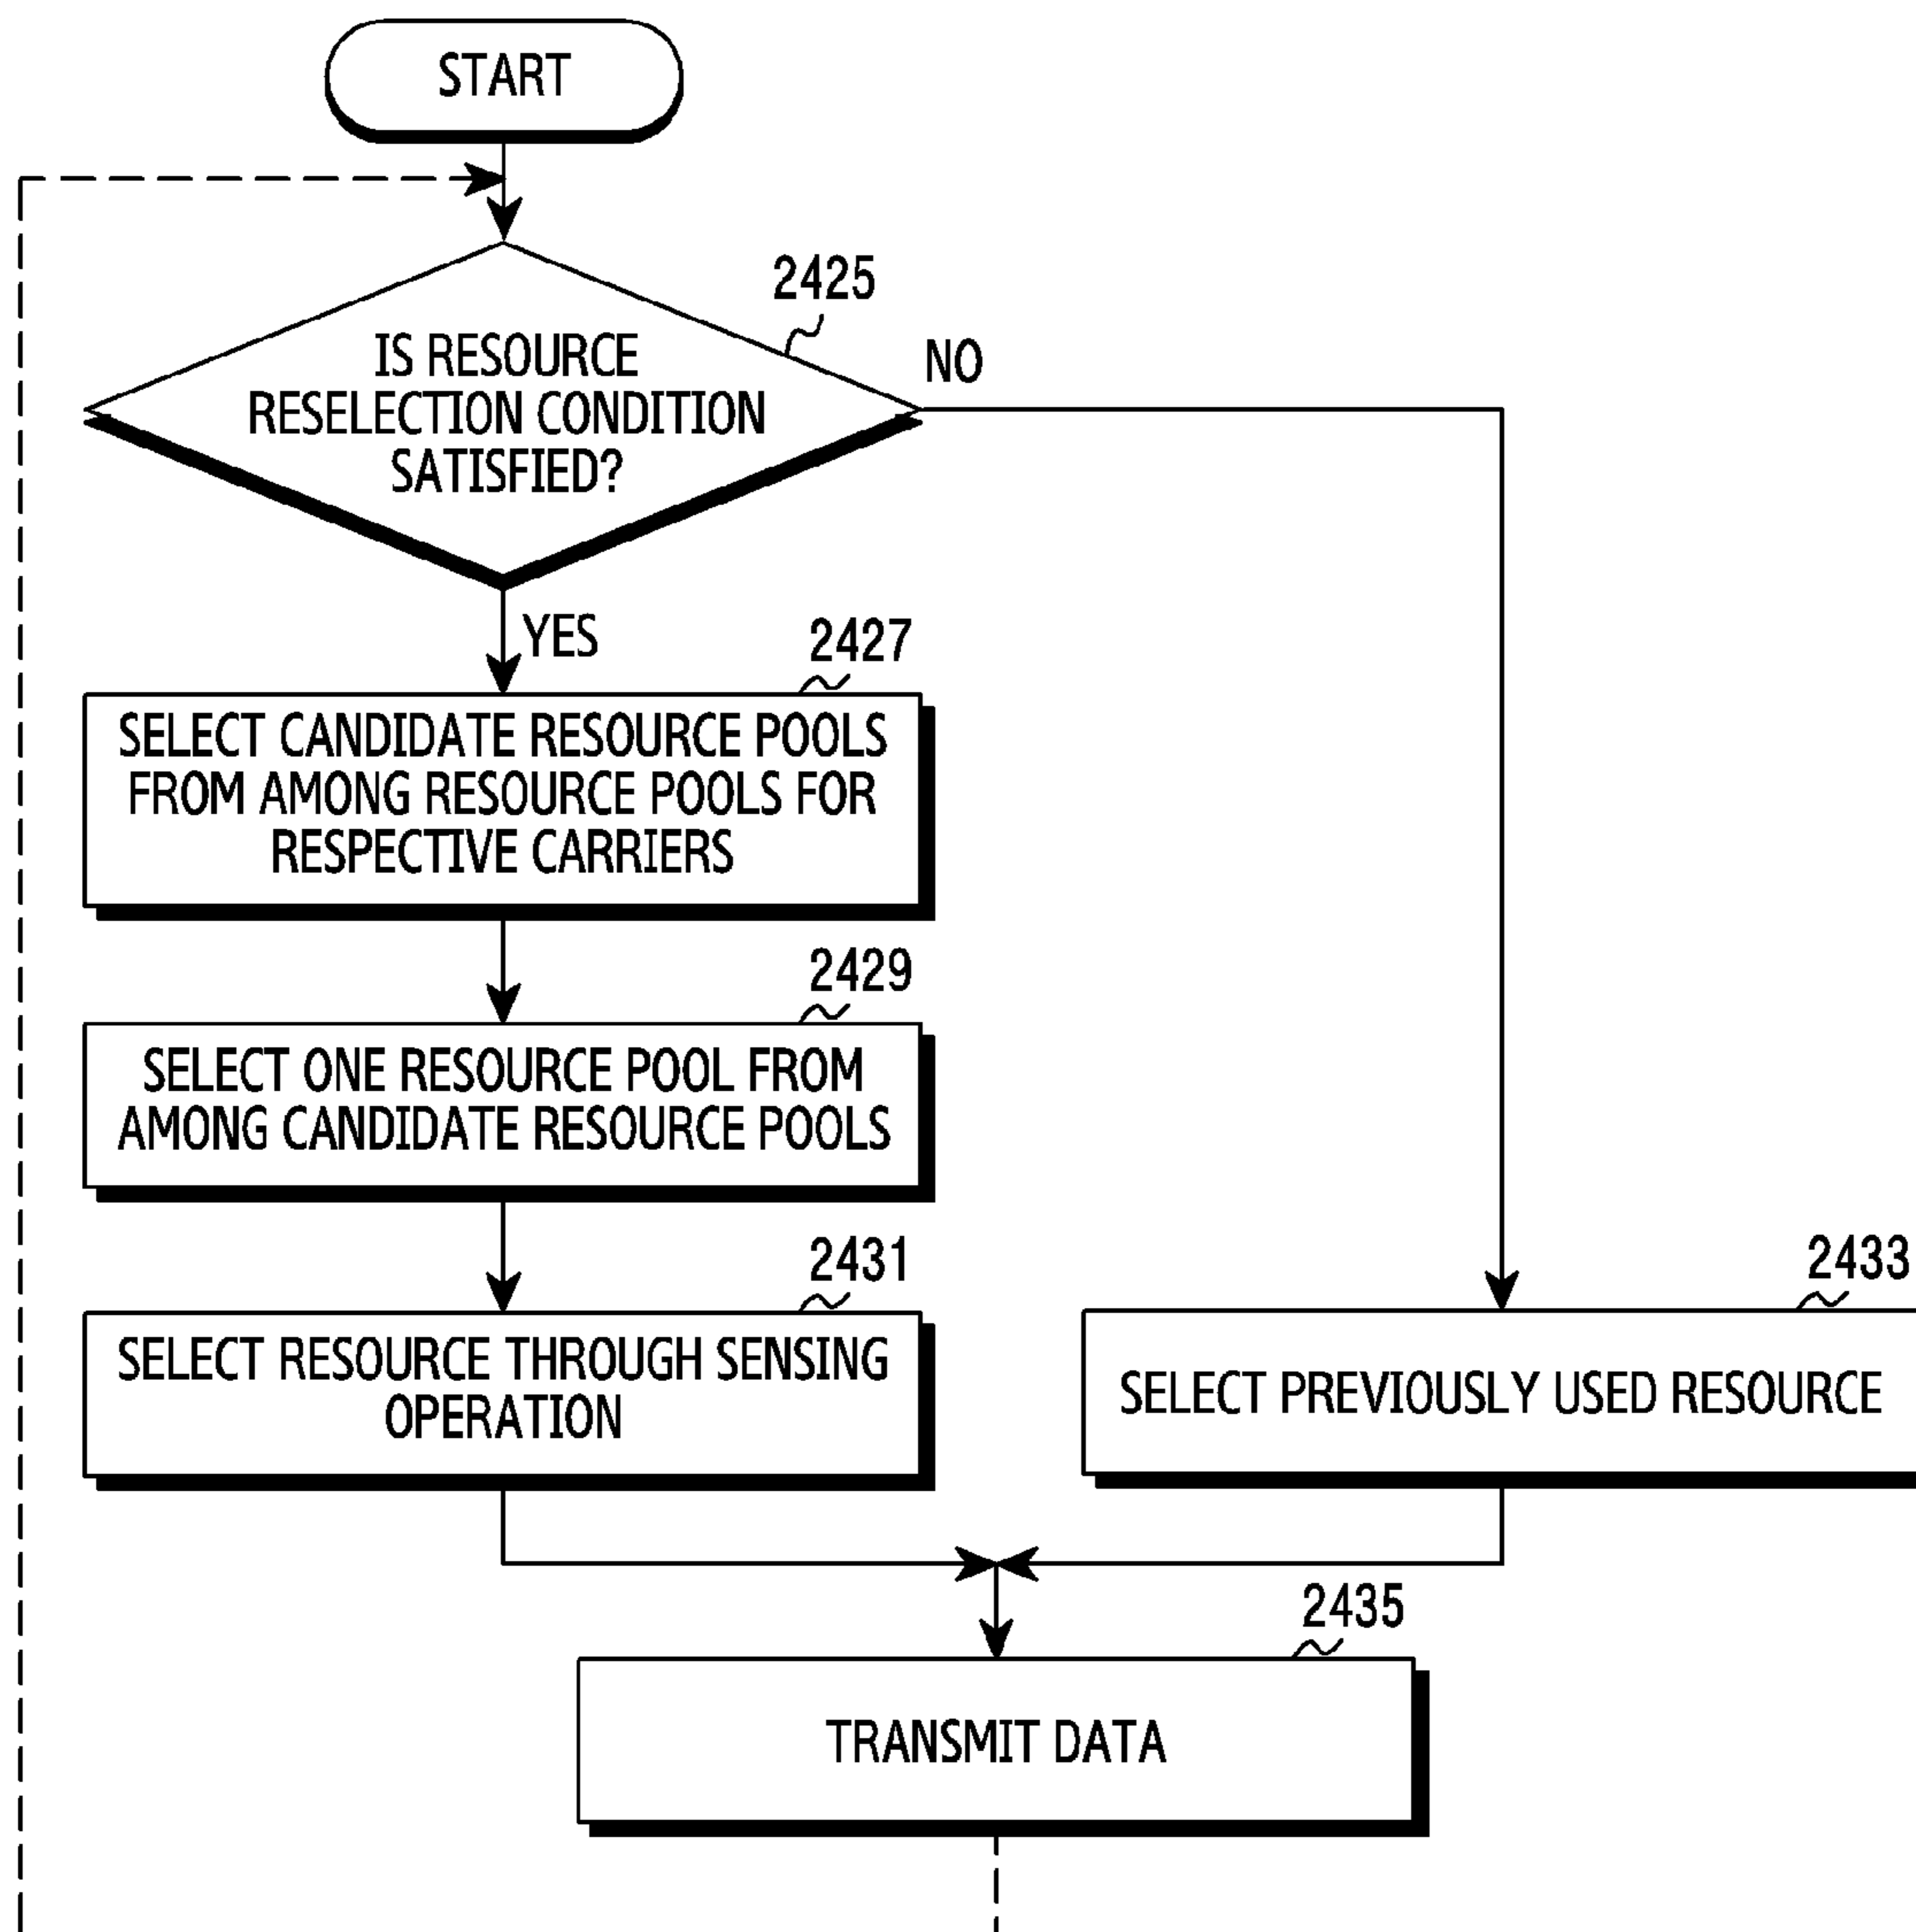 START
2425
IS RESOURCE
RESELECTION CONDITION
SATISFIED?
NO
YES
2427
SELECT CANDIDATE RESOURCE POOLS
FROM AMONG RESOURCE POOLS FOR
RESPECTIVE CARRIERS
2429
SELECT ONE RESOURCE POOL FROM
AMONG CANDIDATE RESOURCE POOLS
2431
SELECT RESOURCE THROUGH SENSING
OPERATION
2433
SELECT PREVIOUSLY USED RESOURCE
2435
TRANSMIT DATA